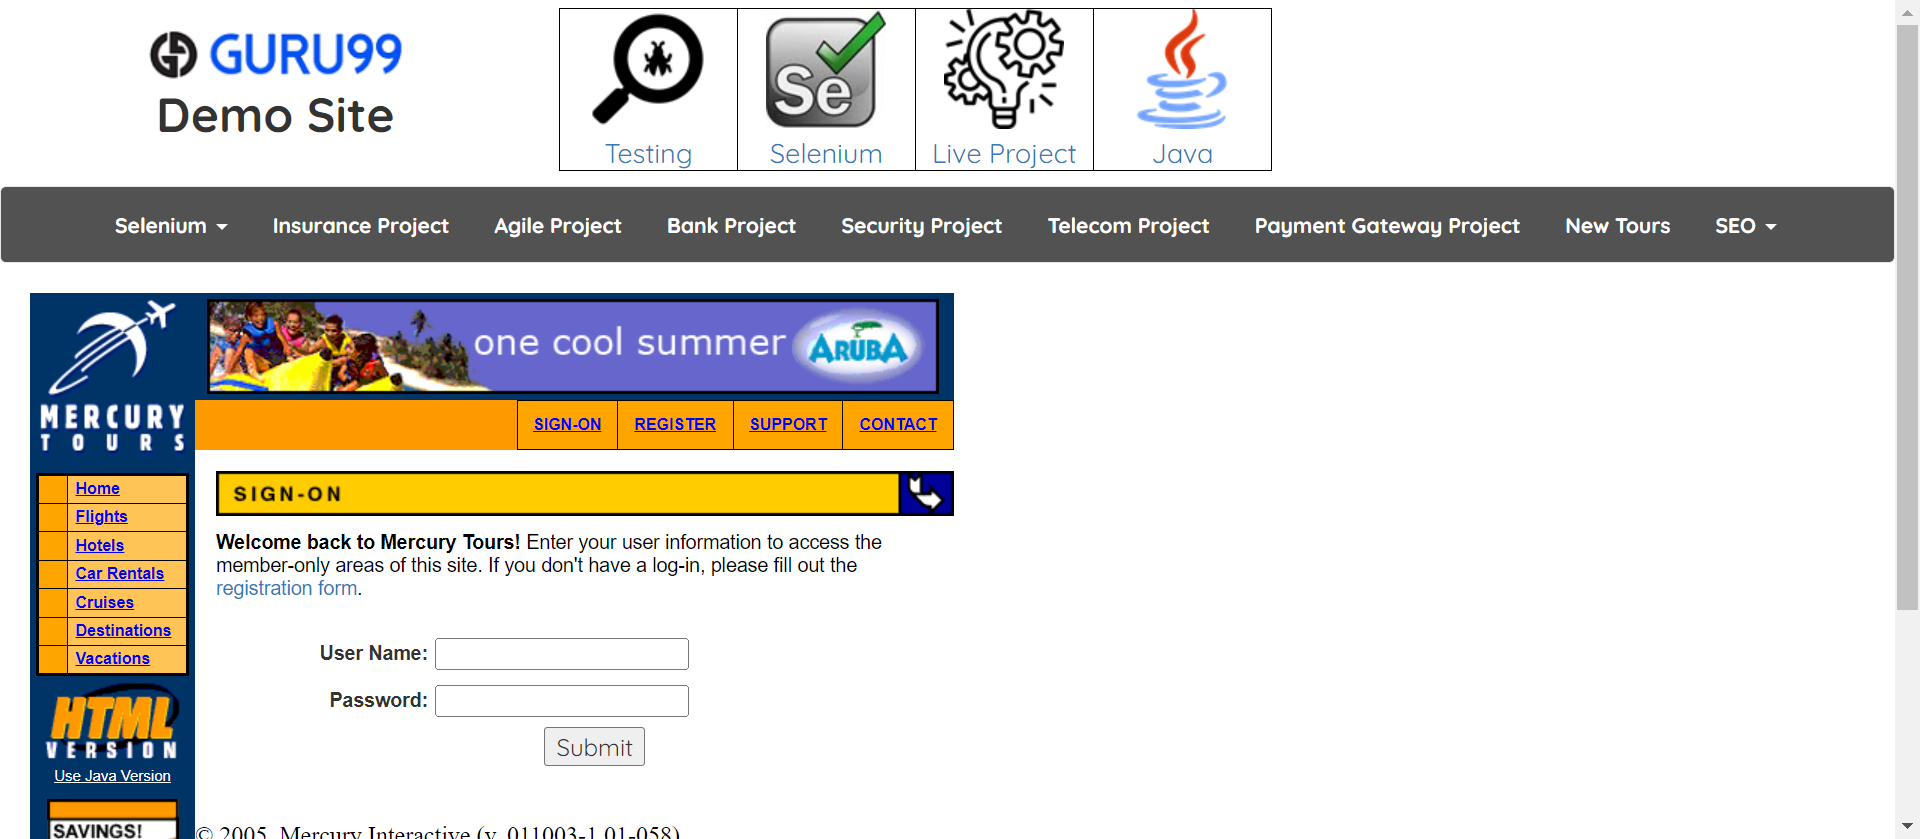 GURU99
Demo Site
Testing
Se
Selenium
Live Project
Java
Selenium
Insurance Project
Agile Project
Bank Project
Security Project
Telecom Project
Payment Gateway Project
New Tours
SEO
MERCURY
TOURS
one cool summer
ARUBA
SIGN-ON
REGISTER
SUPPORT
CONTACT
Home
Flights
Hotels
Car Rentals
Cruises
Destinations
Vacations
HTML
VERSION
Use Java Version
SAVINGS!
SIGN-ON
Welcome back to Mercury Tours! Enter your user information to access the
member-only areas of this site. If you don't have a log-in, please fill out the
registration form.
User Name:
Password:
Submit
© 2005, Mercury Interactive (v. 011003-1.01-058)